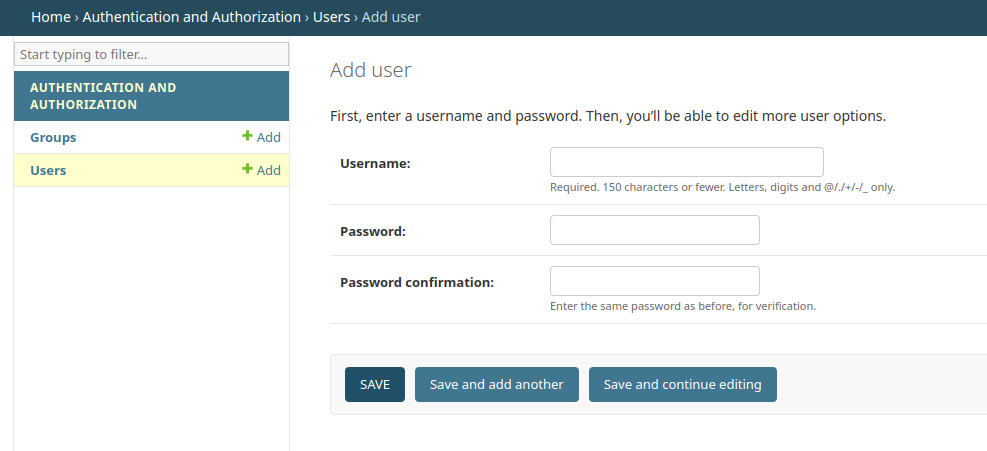 Home › Authentication and Authorization › Users › Add user
Start typing to filter...
AUTHENTICATION AND
AUTHORIZATION
Groups + Add
Users + Add
Add user
First, enter a username and password. Then, you’ll be able to edit more user options.
Username:
Required. 150 characters or fewer. Letters, digits and @/./+/-/_ only.
Password:
Password confirmation:
Enter the same password as before, for verification.
SAVE Save and add another Save and continue editing